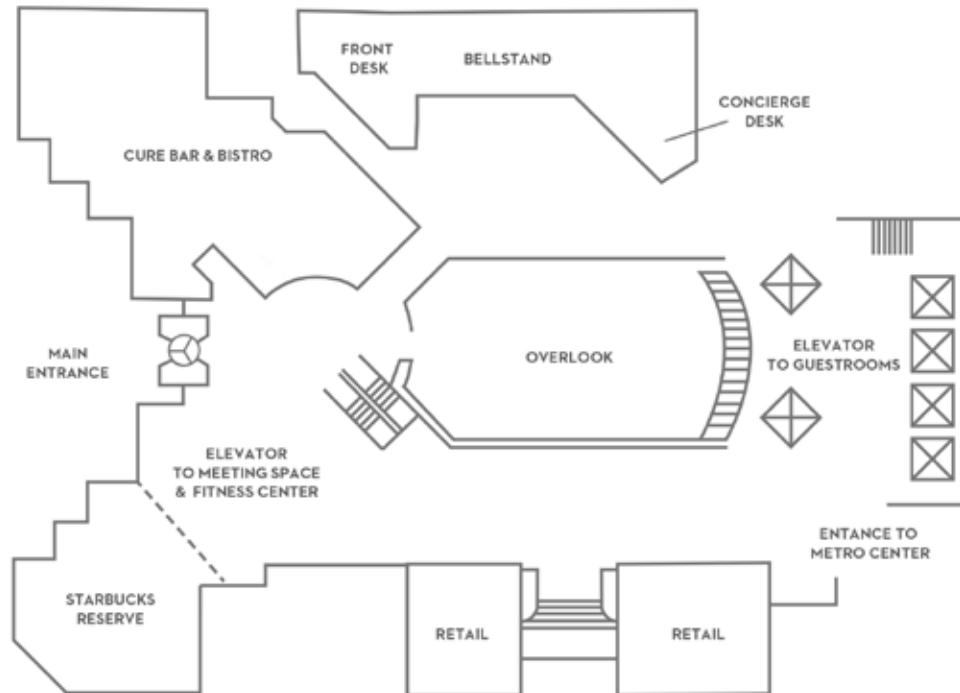 FRONT
DESK
BELLSTAND
CONCIERGE
DESK
CURE BAR & BISTRO
MAIN
ENTRANCE
OVERLOOK
ELEVATOR
TO GUESTROOMS
ELEVATOR
TO MEETING SPACE
& FITNESS CENTER
ENTRANCE TO
METRO CENTER
STARBUCKS
RESERVE
RETAIL
RETAIL